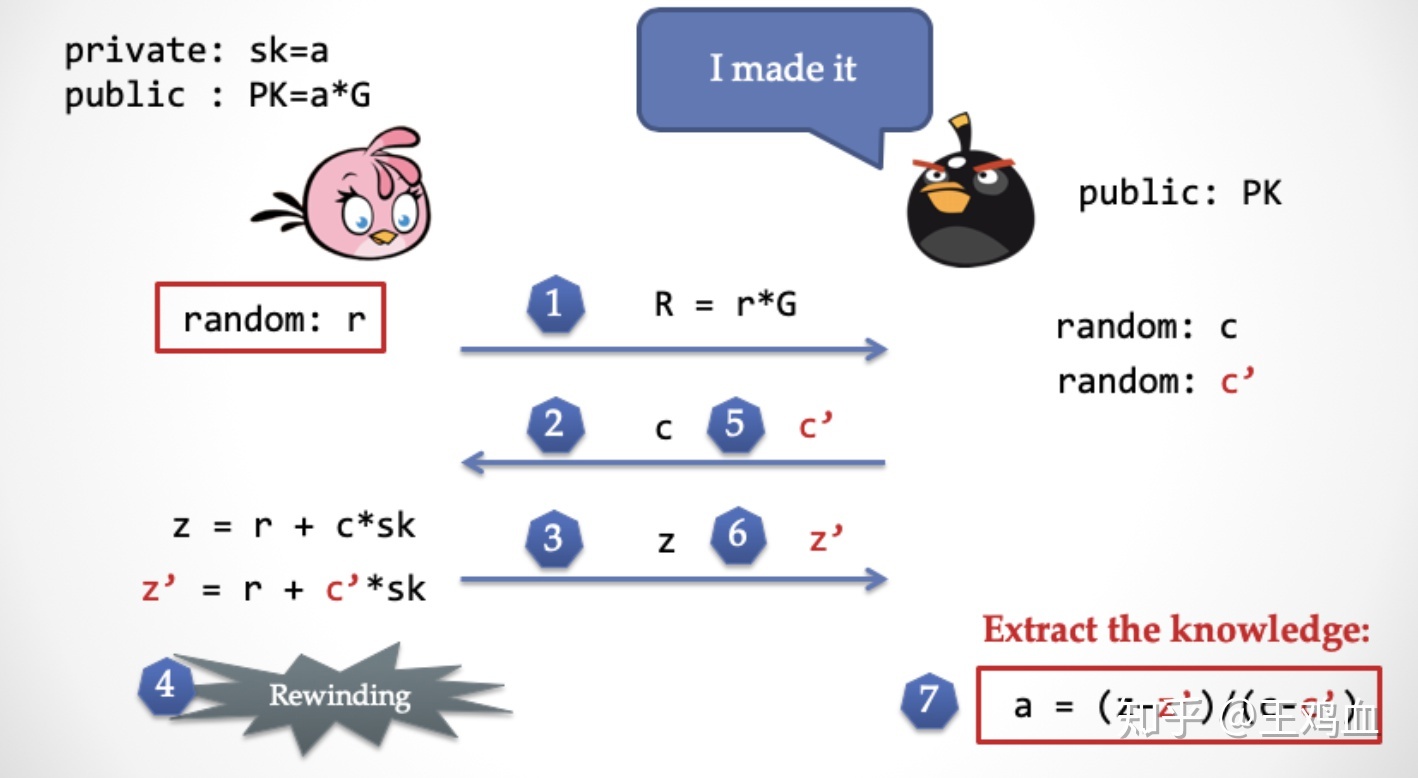 private: sk=a
public : PK=a*G
I made it
public: PK
random: r
1 R = r*G
random: c
random: c’
2 c 5 c’
z = r + c*sk
3 z 6 z’
z’ = r + c’*sk
4 Rewinding
Extract the knowledge:
7 a = (z-z’)/(c-c’)
知乎 @王鸡血